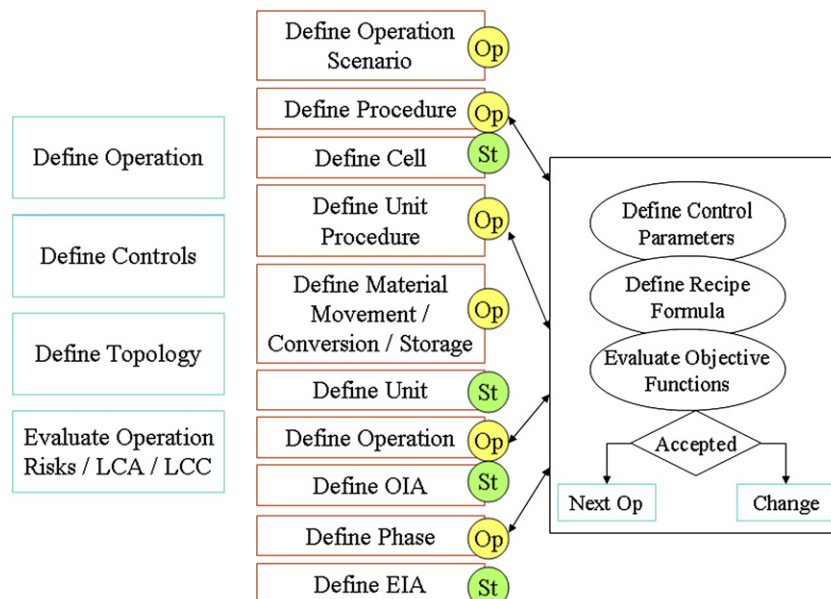 Define Operation
Define Controls
Define Topology
Evaluate Operation
Risks / LCA / LCC
Define Operation
Scenario
Op
Define Procedure
Op
Define Cell
St
Define Unit
Procedure
Op
Define Material
Movement /
Conversion / Storage
Op
Define Unit
St
Define Operation
Op
Define OIA
St
Define Phase
Op
Define EIA
St
Define Control
Parameters
Define Recipe
Formula
Evaluate Objective
Functions
Accepted
Next Op
Change